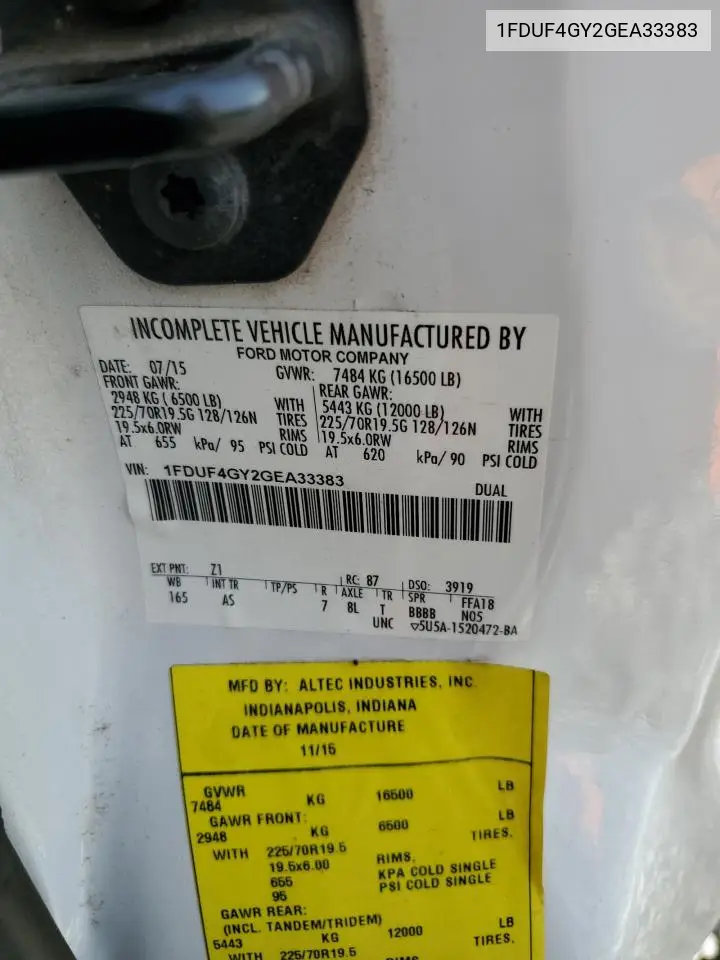 1FDUF4GY2GEA33383
INCOMPLETE VEHICLE MANUFACTURED BY
FORD MOTOR COMPANY
DATE: 07/15 GVWR: 7484 KG (16500 LB)
FRONT GAWR: REAR GAWR:
2948 KG ( 6500 LB) WITH 5443 KG (12000 LB) WITH
225/70R19.5G 128/126N TIRES 225/70R19.5G 128/126N TIRES
19.5x6.0RW RIMS 19.5x6.0RW RIMS
AT 655 kPa/ 95 PSI COLD AT 620 kPa/ 90 PSI COLD
VIN: 1FDUF4GY2GEA33383
DUAL
EXT PNT: Z1 RC: 87 DSO: 3919
WB INT TR TP/PS R AXLE TR SPR FFA18
165 AS 7 8L T BBBB N05
UNC ▽5U5A-1520472-BA
MFD BY: ALTEC INDUSTRIES, INC.
INDIANAPOLIS, INDIANA
DATE OF MANUFACTURE
11/15
GVWR
7484 KG 16500 LB
GAWR FRONT:
2948 KG 6500 LB
WITH 225/70R19.5 TIRES.
19.5x6.00 RIMS,
655 KPA COLD SINGLE
95 PSI COLD SINGLE
GAWR REAR:
(INCL. TANDEM/TRIDEM)
5443 KG 12000 LB
WITH 225/70R19.5 TIRES.
RIMS